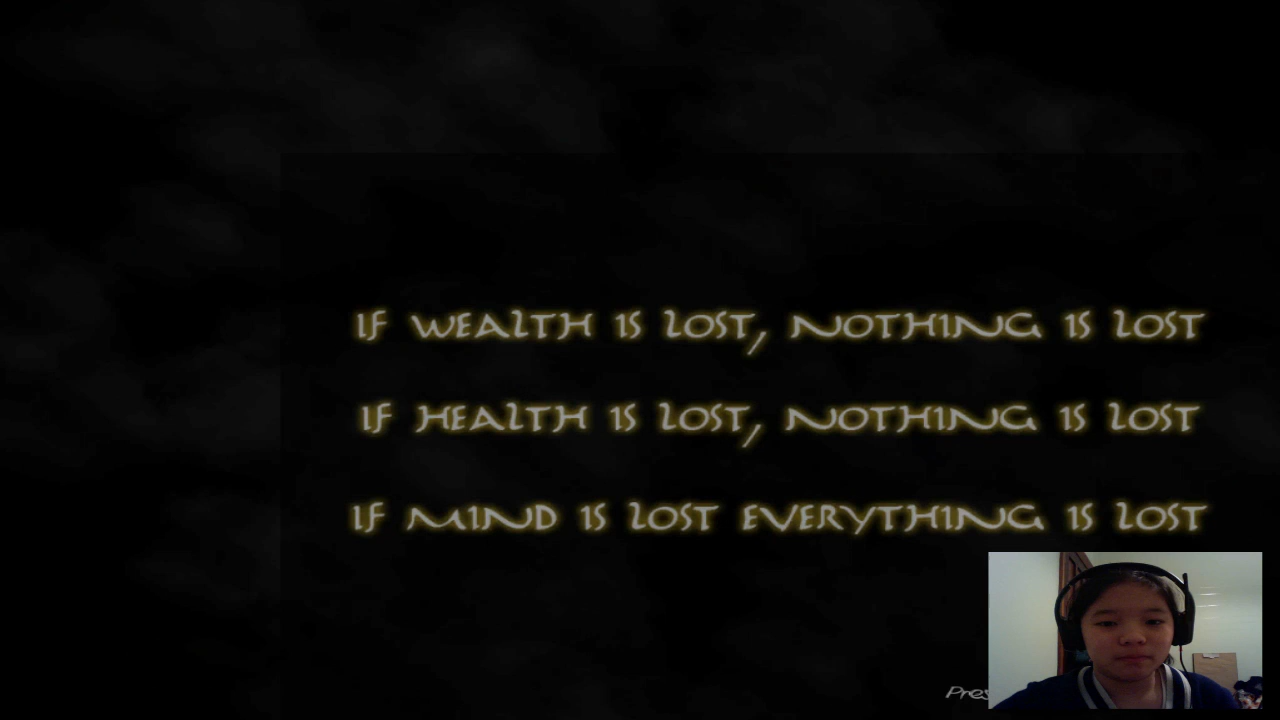 IF WEALTH IS LOST, NOTHING IS LOST
IF HEALTH IS LOST, NOTHING IS LOST
IF MIND IS LOST EVERYTHING IS LOST